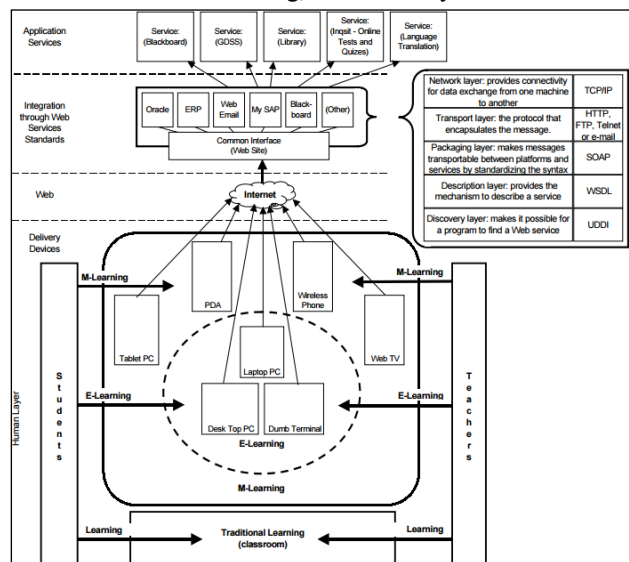 Application
Services
Service:
(Blackboard)
Service:
(GDSS)
Service:
(Library)
Service:
(Inqsit - Online
Tests and
Quizes)
Service:
(Language
Translation)
Integration
through Web
Services
Standards
Oracle
ERP
Web
Email
My SAP
Black-
board
(Other)
Common Interface
(Web Site)
Network layer: provides connectivity
for data exchange from one machine
to another
TCP/IP
Transport layer: the protocol that
encapsulates the message.
HTTP,
FTP, Telnet
or e-mail
Packaging layer: makes messages
transportable between platforms and
services by standardizing the syntax
SOAP
Description layer: provides the
mechanism to describe a service
WSDL
Discovery layer: makes it possible for
a program to find a Web service
UDDI
Web
Internet
Delivery
Devices
M-Learning
M-Learning
PDA
Wireless
Phone
Tablet PC
Web TV
Laptop PC
Human Layer
Students
Teachers
E-Learning
E-Learning
Desk Top PC
Dumb Terminal
E-Learning
M-Learning
Learning
Traditional Learning
(classroom)
Learning